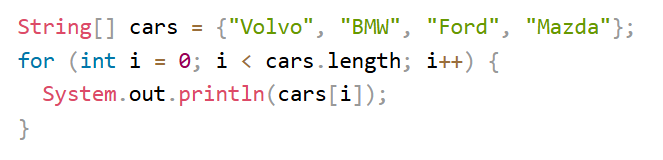 String[] cars = {"Volvo", "BMW", "Ford", "Mazda"};
for (int i = 0; i < cars.length; i++) {
  System.out.println(cars[i]);
}